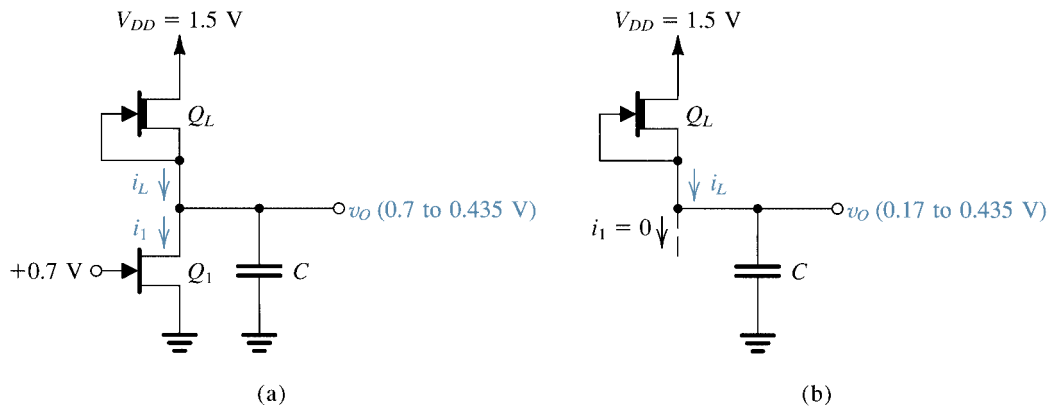 V_DD = 1.5 V
Q_L
i_L
v_O (0.7 to 0.435 V)
i_1
+0.7 V
Q_1
C
(a)
V_DD = 1.5 V
Q_L
i_L
v_O (0.17 to 0.435 V)
i_1 = 0
C
(b)